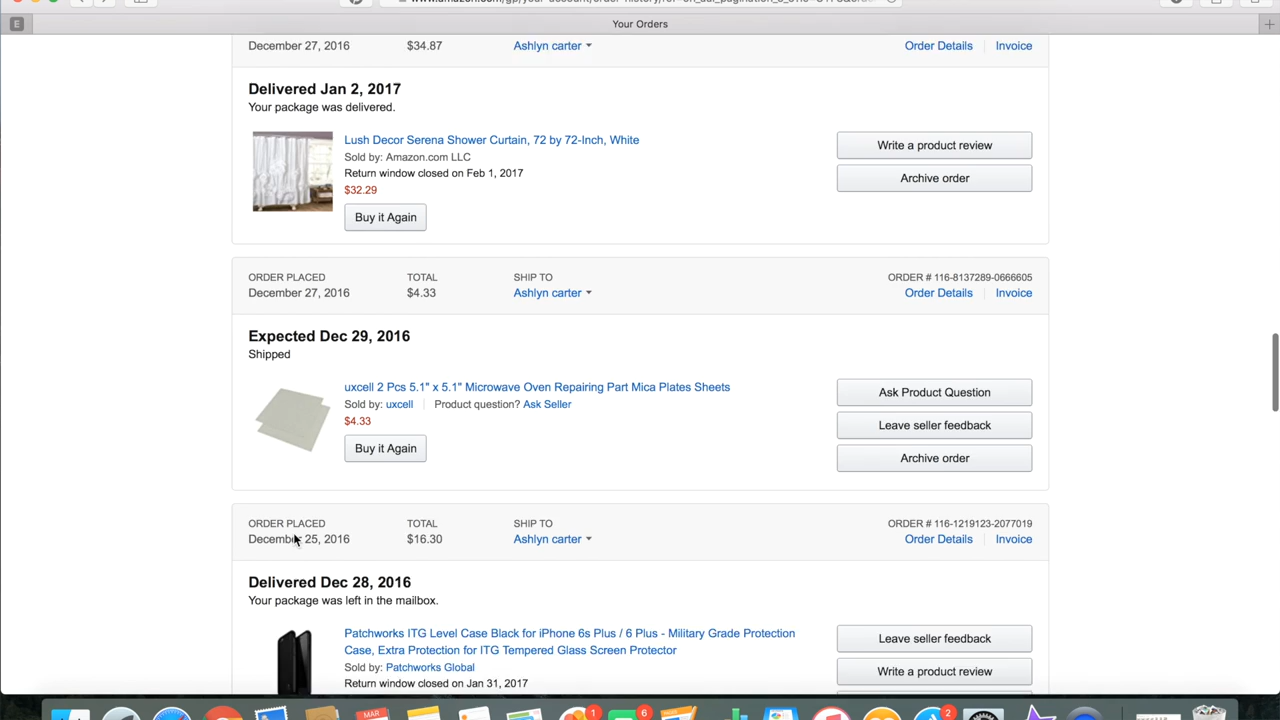 Your Orders
December 27, 2016 $34.87 Ashlyn carter Order Details Invoice
Delivered Jan 2, 2017
Your package was delivered.
Lush Decor Serena Shower Curtain, 72 by 72-Inch, White
Sold by: Amazon.com LLC
Return window closed on Feb 1, 2017
$32.29
Buy it Again
Write a product review
Archive order
ORDER PLACED TOTAL SHIP TO ORDER # 116-8137289-0666605
December 27, 2016 $4.33 Ashlyn carter Order Details Invoice
Expected Dec 29, 2016
Shipped
uxcell 2 Pcs 5.1" x 5.1" Microwave Oven Repairing Part Mica Plates Sheets
Sold by: uxcell Product question? Ask Seller
$4.33
Buy it Again
Ask Product Question
Leave seller feedback
Archive order
ORDER PLACED TOTAL SHIP TO ORDER # 116-1219123-2077019
December 25, 2016 $16.30 Ashlyn carter Order Details Invoice
Delivered Dec 28, 2016
Your package was left in the mailbox.
Patchworks ITG Level Case Black for iPhone 6s Plus / 6 Plus - Military Grade Protection
Case, Extra Protection for ITG Tempered Glass Screen Protector
Sold by: Patchworks Global
Return window closed on Jan 31, 2017
Leave seller feedback
Write a product review
MAR 1 6 2